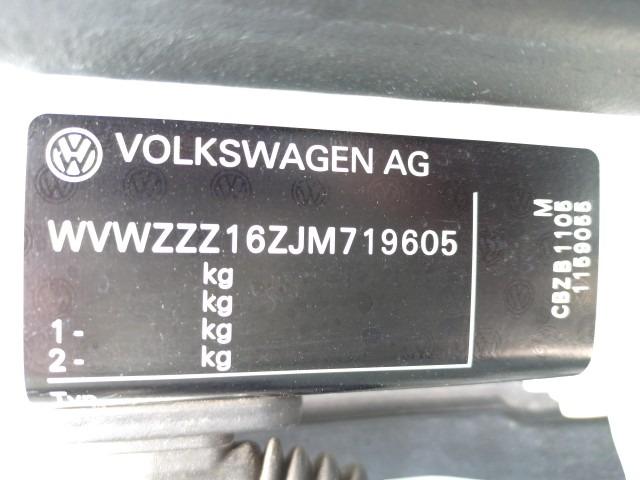 VOLKSWAGEN AG
WVWZZZ16ZJM719605
kg
kg
1- kg
2- kg
M
CBZB 1105
1159055